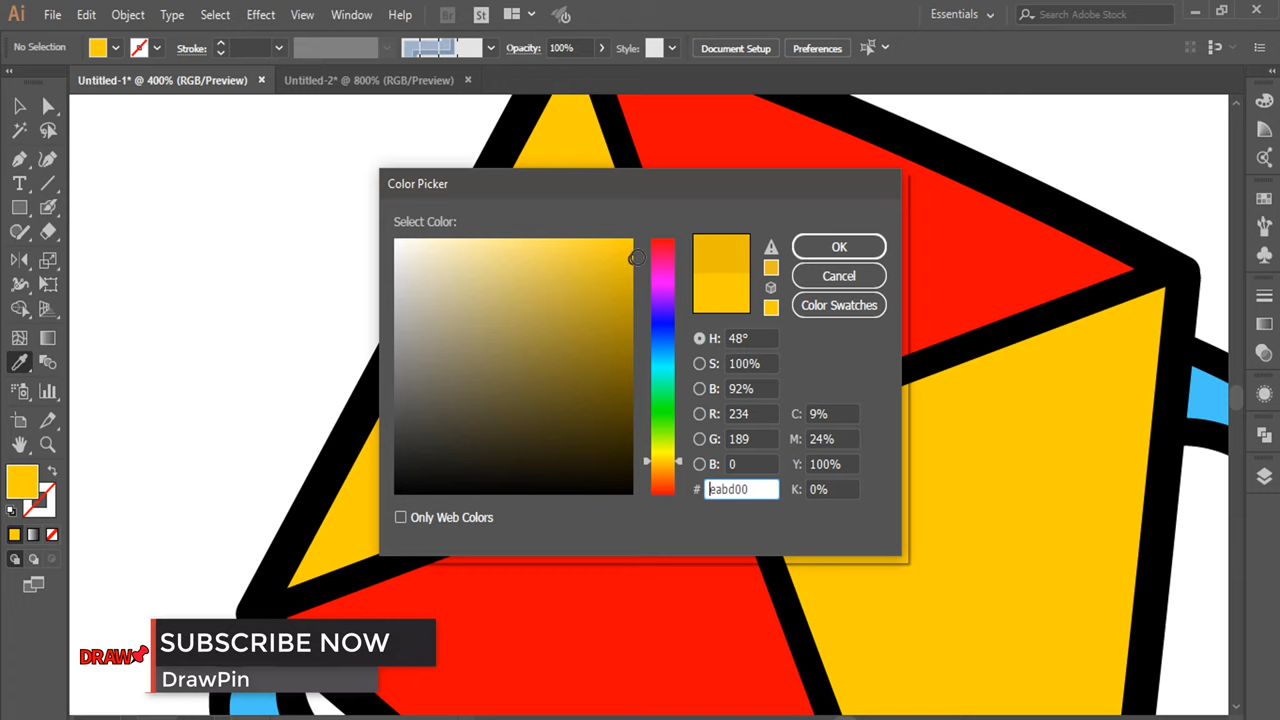 Ai File Edit Object Type Select Effect View Window Help Br St Essentials Search Adobe Stock
No Selection Stroke: Opacity: 100% Style: Document Setup Preferences
Untitled-1* @ 400% (RGB/Preview) × Untitled-2* @ 800% (RGB/Preview) ×
Color Picker
Select Color:
OK
Cancel
Color Swatches
H: 48°
S: 100%
B: 92%
R: 234 C: 9%
G: 189 M: 24%
B: 0 Y: 100%
# eabd00 K: 0%
Only Web Colors
DRAW SUBSCRIBE NOW
DrawPin